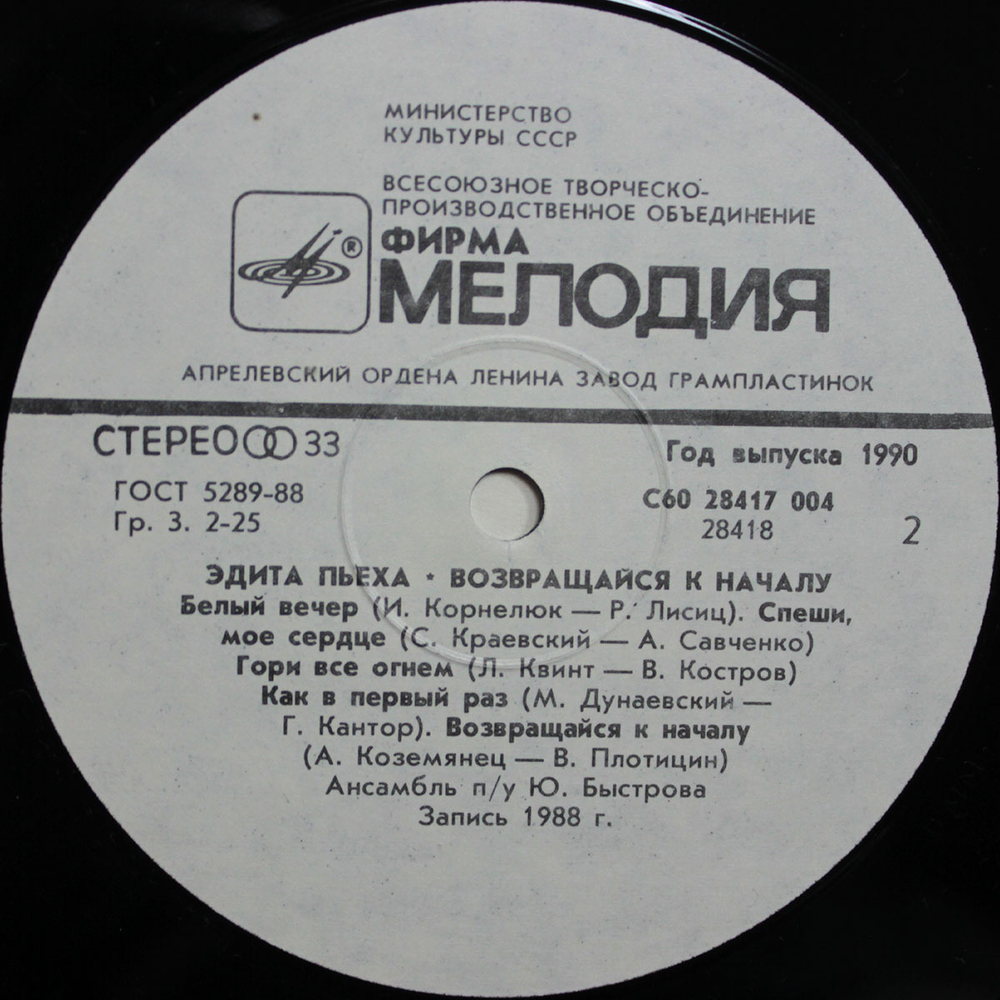 МИНИСТЕРСТВО
КУЛЬТУРЫ СССР
ВСЕСОЮЗНОЕ ТВОРЧЕСКО-
ПРОИЗВОДСТВЕННОЕ ОБЪЕДИНЕНИЕ
®
ФИРМА
МЕЛОДИЯ
АПРЕЛЕВСКИЙ ОРДЕНА ЛЕНИНА ЗАВОД ГРАМПЛАСТИНОК
СТЕРЕО 33
Год выпуска 1990
ГОСТ 5289-88
С60 28417 004
Гр. 3. 2-25
28418
2
ЭДИТА ПЬЕХА • ВОЗВРАЩАЙСЯ К НАЧАЛУ
Белый вечер (И. Корнелюк — Р. Лисиц). Спеши,
мое сердце (С. Краевский — А. Савченко)
Гори все огнем (Л. Квинт — В. Костров)
Как в первый раз (М. Дунаевский —
Г. Кантор). Возвращайся к началу
(А. Коземянец — В. Плотицин)
Ансамбль п/у Ю. Быстрова
Запись 1988 г.